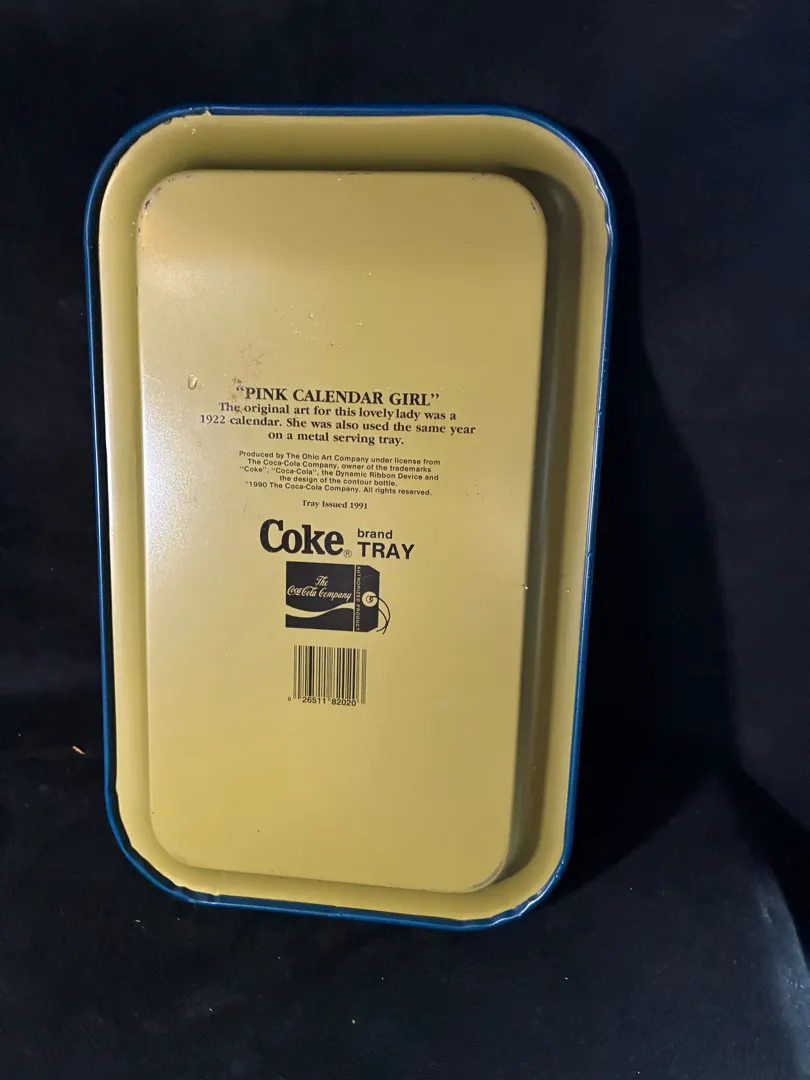 “PINK CALENDAR GIRL”
The original art for this lovely lady was a
1922 calendar. She was also used the same year
on a metal serving tray.
Produced by The Ohio Art Company under license from
The Coca-Cola Company, owner of the trademarks
“Coke”, “Coca-Cola”, the Dynamic Ribbon Device and
the design of the contour bottle.
©1990 The Coca-Cola Company. All rights reserved.
Tray Issued 1991
Coke® brand
TRAY
The
Coca-Cola Company
AUTHORIZED PRODUCT
0 26511 82020